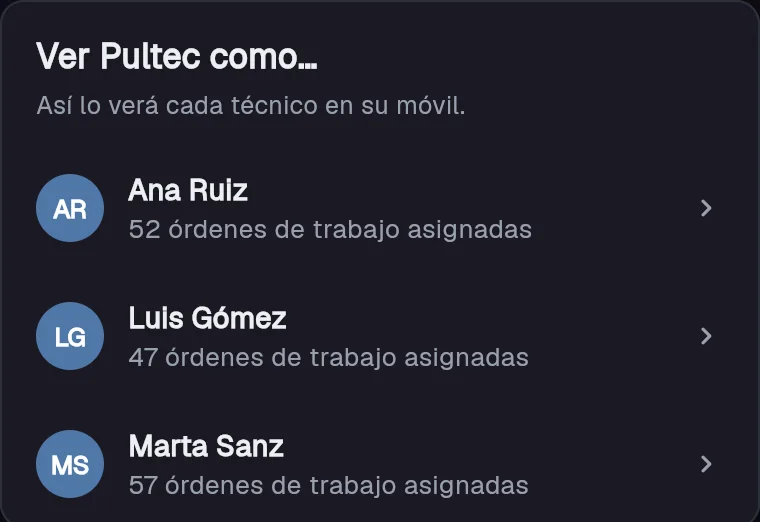 Ver Pultec como...
Así lo verá cada técnico en su móvil.
AR
Ana Ruiz
52 órdenes de trabajo asignadas
LG
Luis Gómez
47 órdenes de trabajo asignadas
MS
Marta Sanz
57 órdenes de trabajo asignadas